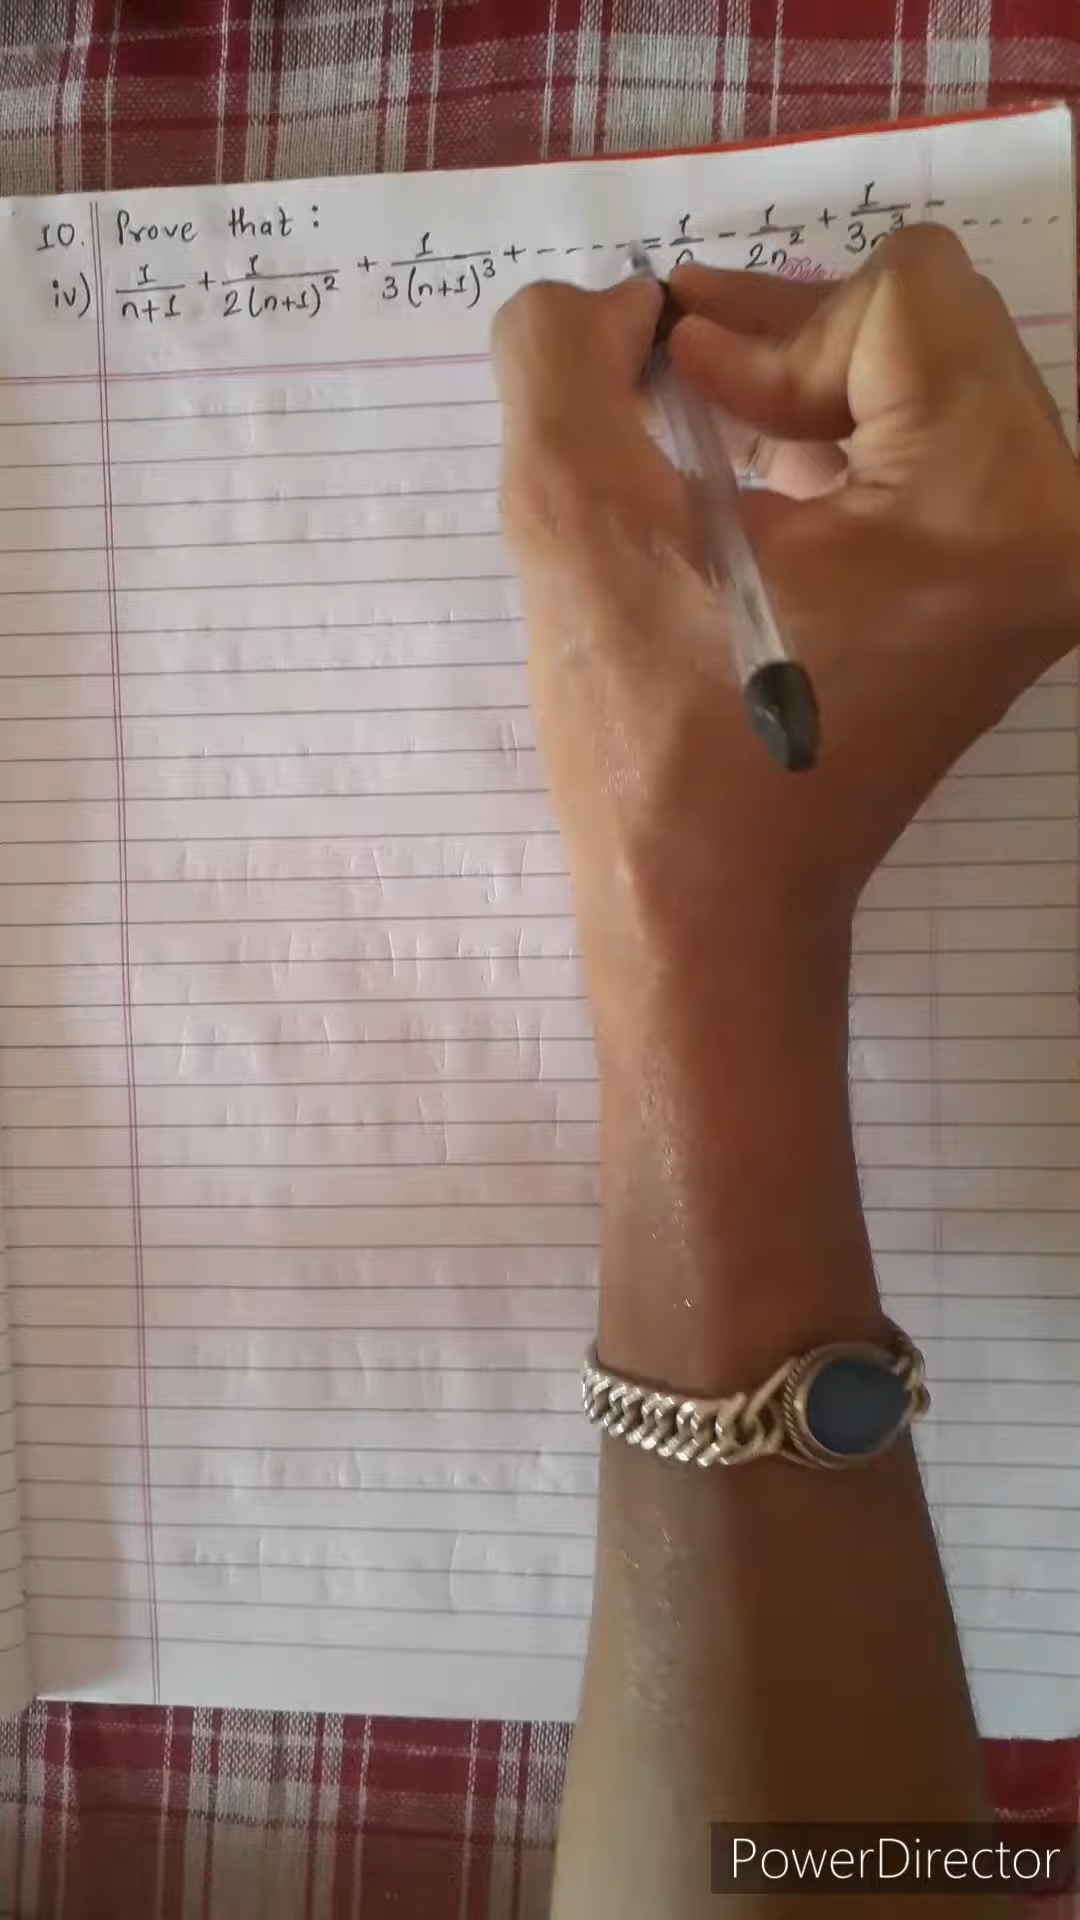 10. Prove that :
iv) 1/(n+1) + 1/(2(n+1)²) + 1/(3(n+1)³) + ----- = 1/n - 1/(2n²) + 1/(3n³) - -----
PowerDirector